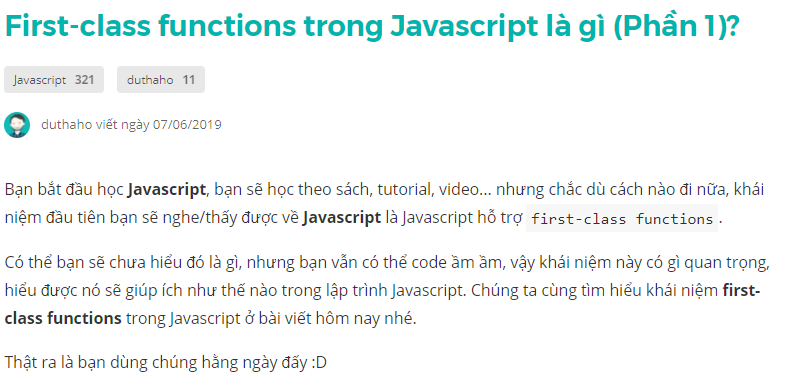 First-class functions trong Javascript là gì (Phần 1)?
Javascript 321 duthaho 11
duthaho viết ngày 07/06/2019
Bạn bắt đầu học Javascript, bạn sẽ học theo sách, tutorial, video... nhưng chắc dù cách nào đi nữa, khái
niệm đầu tiên bạn sẽ nghe/thấy được về Javascript là Javascript hỗ trợ first-class functions.
Có thể bạn sẽ chưa hiểu đó là gì, nhưng bạn vẫn có thể code ầm ầm, vậy khái niệm này có gì quan trọng,
hiểu được nó sẽ giúp ích như thế nào trong lập trình Javascript. Chúng ta cùng tìm hiểu khái niệm first-
class functions trong Javascript ở bài viết hôm nay nhé.
Thật ra là bạn dùng chúng hằng ngày đấy :D